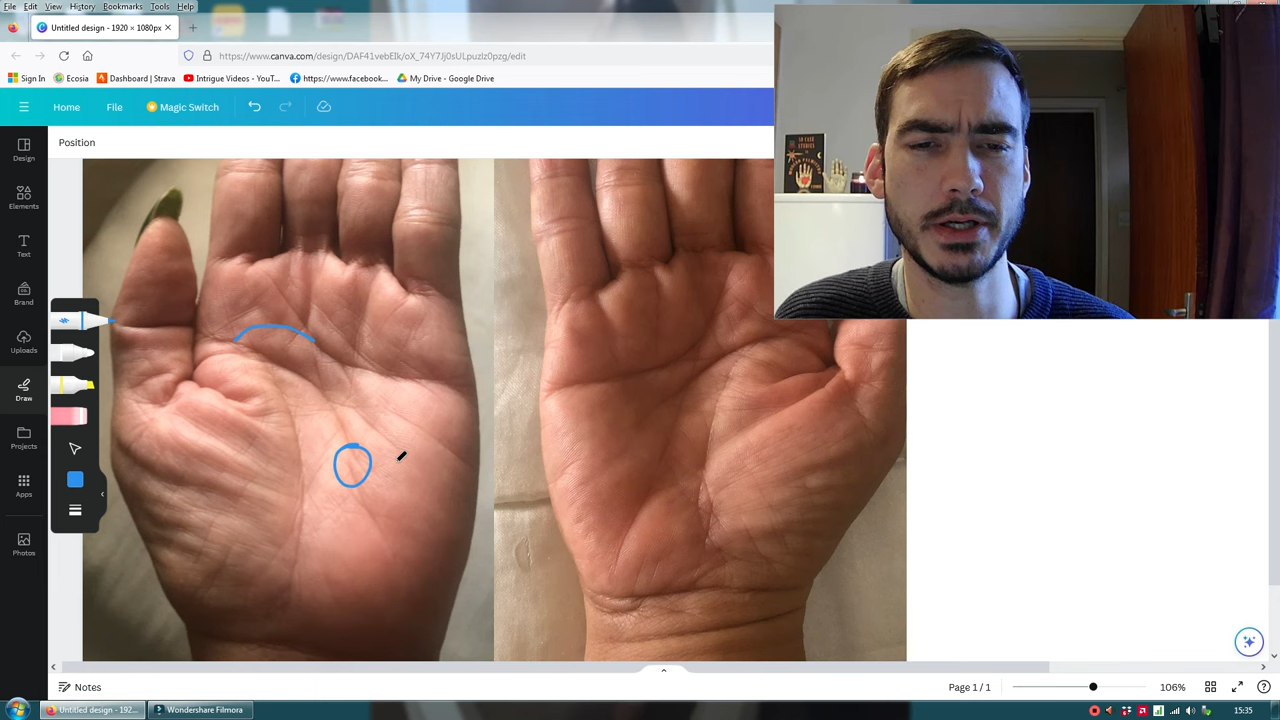 File Edit View History Bookmarks Tools Help
Untitled design - 1920 × 1080px
https://www.canva.com/design/DAF41vebElk/oX_74Y7Jj0sULpuzlz0pzg/edit
Sign In Ecosia Dashboard | Strava Intrigue Videos - YouT... https://www.facebook... My Drive - Google Drive
Home File Magic Switch
Position
Design
Elements
Text
Brand
Uploads
Draw
Projects
Apps
Photos
Notes Page 1 / 1 106%
Untitled design - 192... Wondershare Filmora 15:35